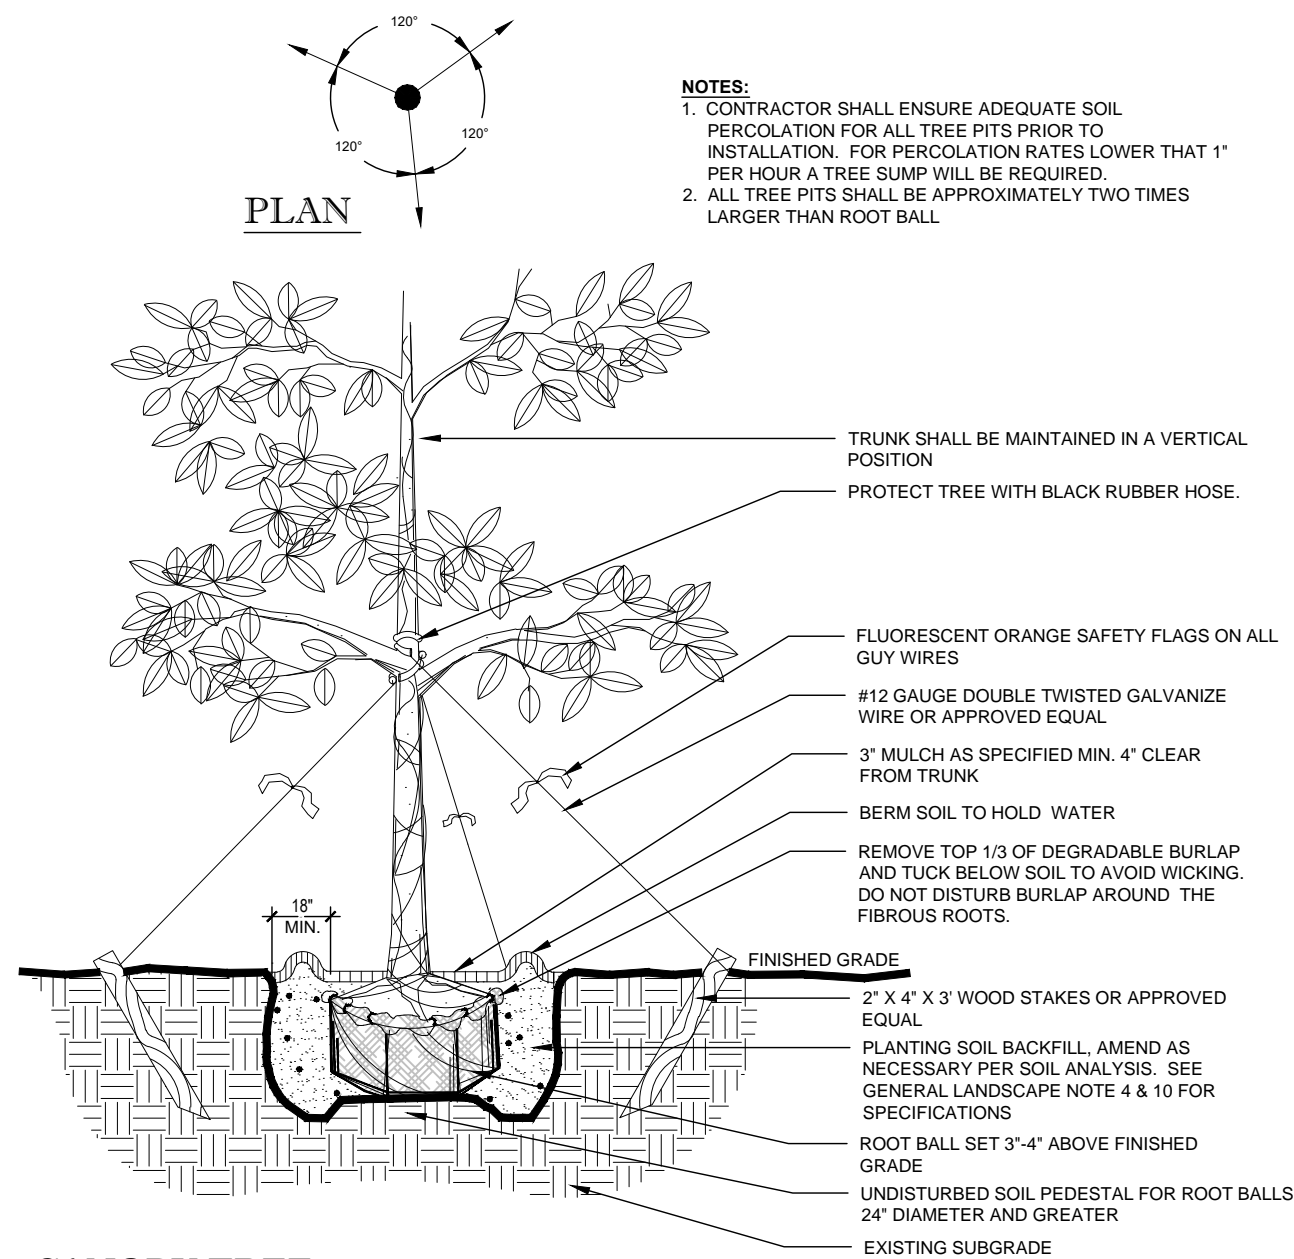 120°
120°
120°
PLAN
NOTES:
1. CONTRACTOR SHALL ENSURE ADEQUATE SOIL
PERCOLATION FOR ALL TREE PITS PRIOR TO
INSTALLATION. FOR PERCOLATION RATES LOWER THAT 1"
PER HOUR A TREE SUMP WILL BE REQUIRED.
2. ALL TREE PITS SHALL BE APPROXIMATELY TWO TIMES
LARGER THAN ROOT BALL
TRUNK SHALL BE MAINTAINED IN A VERTICAL
POSITION
PROTECT TREE WITH BLACK RUBBER HOSE.
FLUORESCENT ORANGE SAFETY FLAGS ON ALL
GUY WIRES
#12 GAUGE DOUBLE TWISTED GALVANIZE
WIRE OR APPROVED EQUAL
3" MULCH AS SPECIFIED MIN. 4" CLEAR
FROM TRUNK
BERM SOIL TO HOLD WATER
REMOVE TOP 1/3 OF DEGRADABLE BURLAP
AND TUCK BELOW SOIL TO AVOID WICKING.
DO NOT DISTURB BURLAP AROUND THE
FIBROUS ROOTS.
18"
MIN.
FINISHED GRADE
2" X 4" X 3' WOOD STAKES OR APPROVED
EQUAL
PLANTING SOIL BACKFILL, AMEND AS
NECESSARY PER SOIL ANALYSIS. SEE
GENERAL LANDSCAPE NOTE 4 & 10 FOR
SPECIFICATIONS
ROOT BALL SET 3"-4" ABOVE FINISHED
GRADE
UNDISTURBED SOIL PEDESTAL FOR ROOT BALLS
24" DIAMETER AND GREATER
EXISTING SUBGRADE